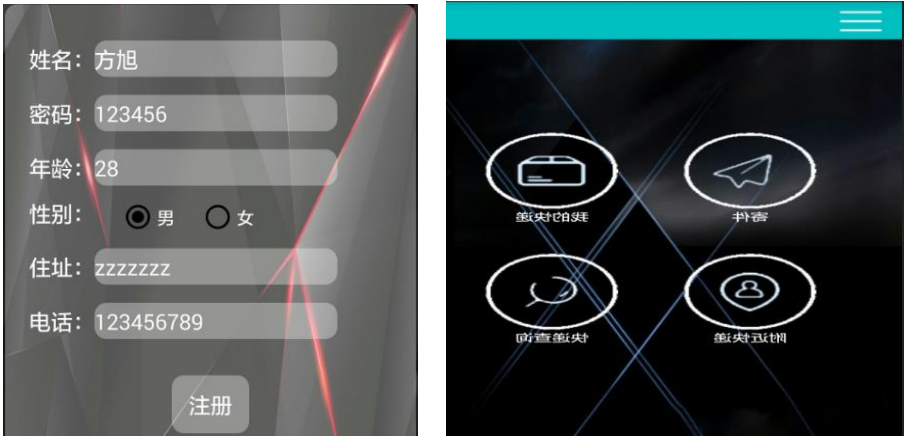 姓名：方旭
密码：123456
年龄：28
性别：男 女
住址：zzzzzzz
电话：123456789
注册
我的快递
寄件
快递查询
附近快递